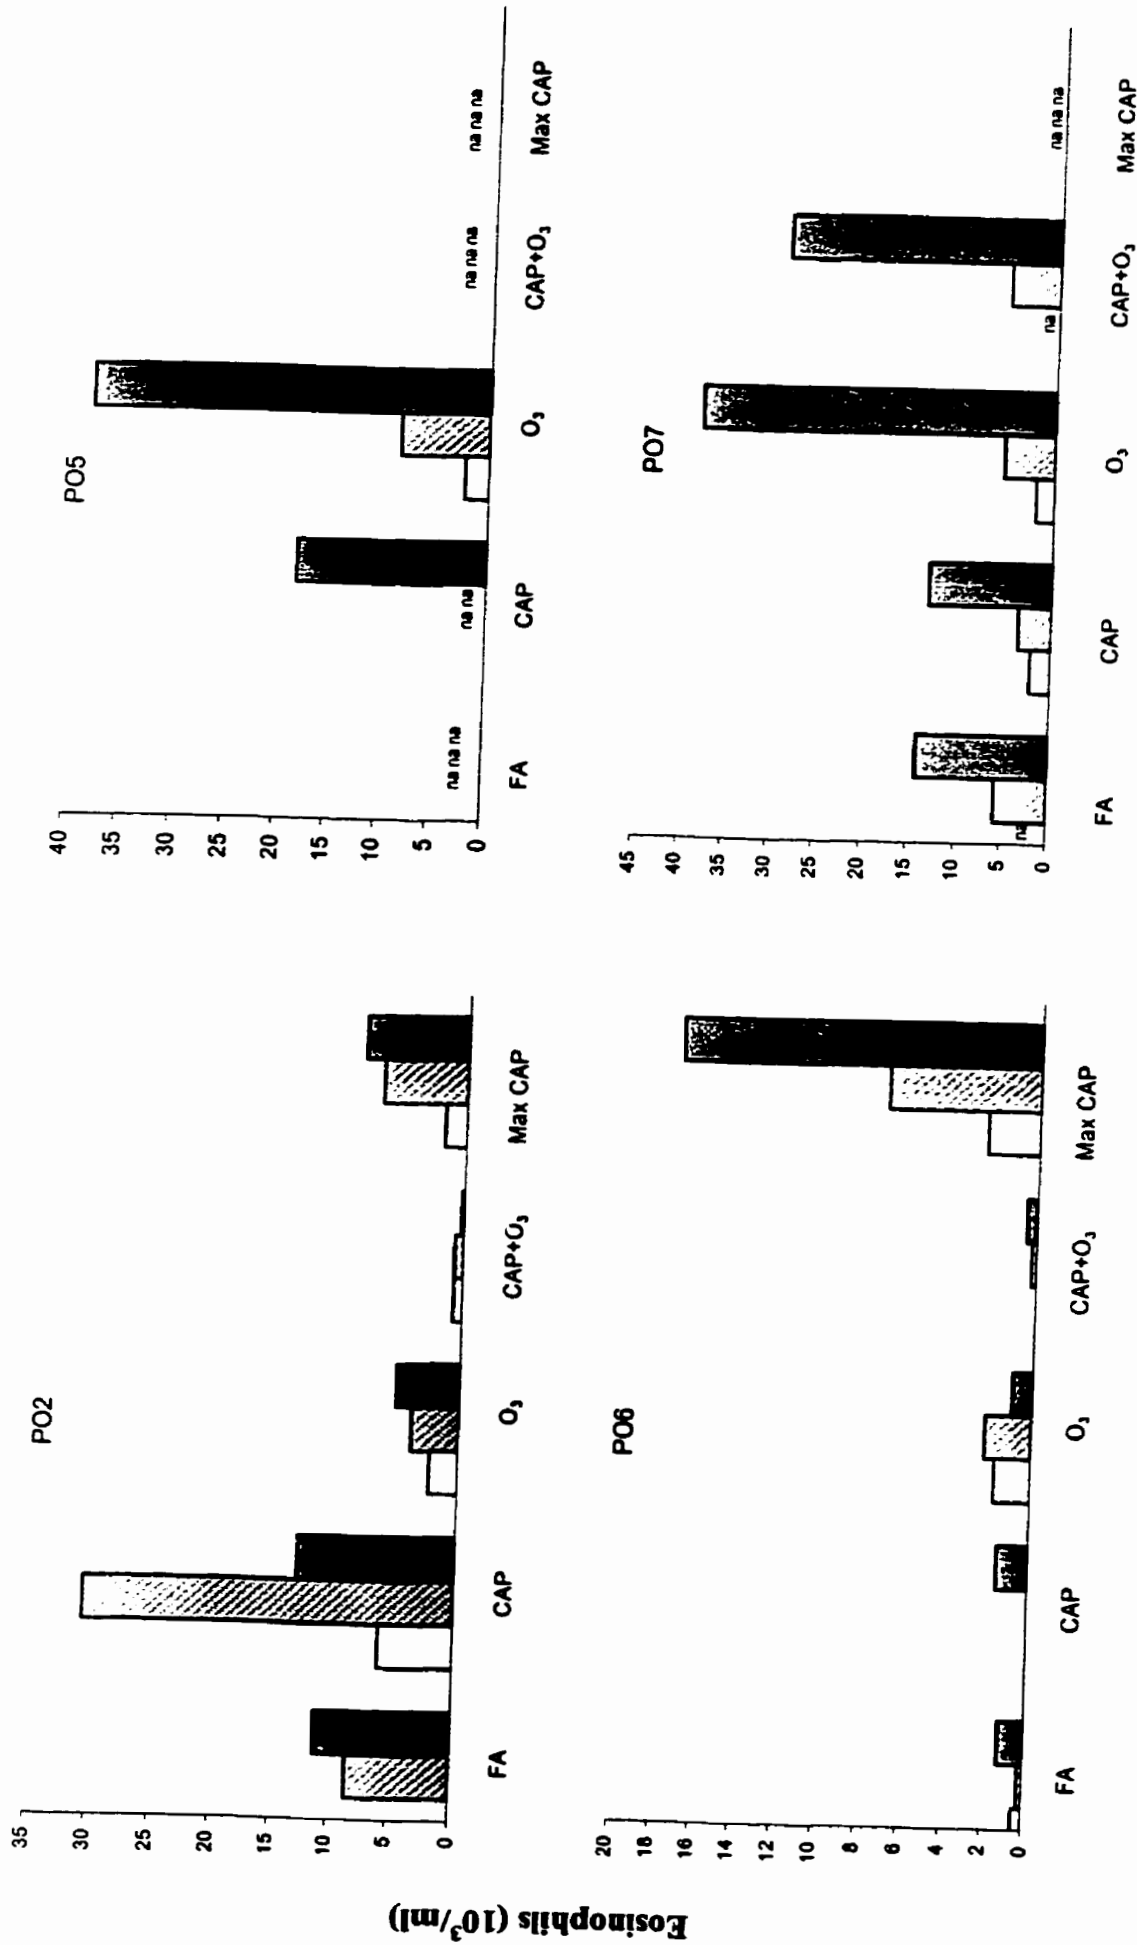 Eosinophils (10³/ml)
PO2
35
30
25
20
15
10
5
0
FA
CAP
O₃
CAP+O₃
Max CAP
PO5
40
35
30
25
20
15
10
5
0
na na na
na na
na na na
na na na
FA
CAP
O₃
CAP+O₃
Max CAP
PO6
20
18
16
14
12
10
8
6
4
2
0
FA
CAP
O₃
CAP+O₃
Max CAP
PO7
45
40
35
30
25
20
15
10
5
0
na
na
na na na
FA
CAP
O₃
CAP+O₃
Max CAP